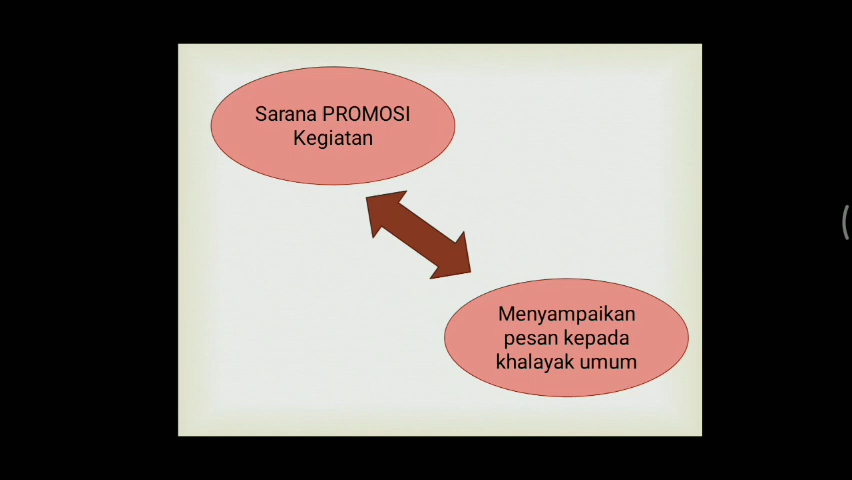 Sarana PROMOSI
Kegiatan
Menyampaikan
pesan kepada
khalayak umum